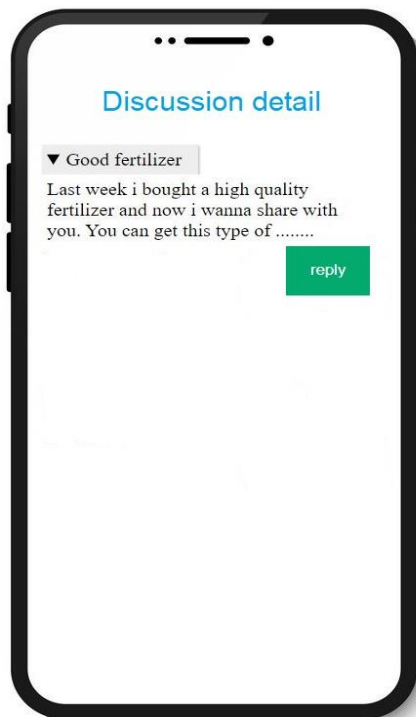 Discussion detail
▼ Good fertilizer
Last week i bought a high quality
fertilizer and now i wanna share with
you. You can get this type of ........
reply